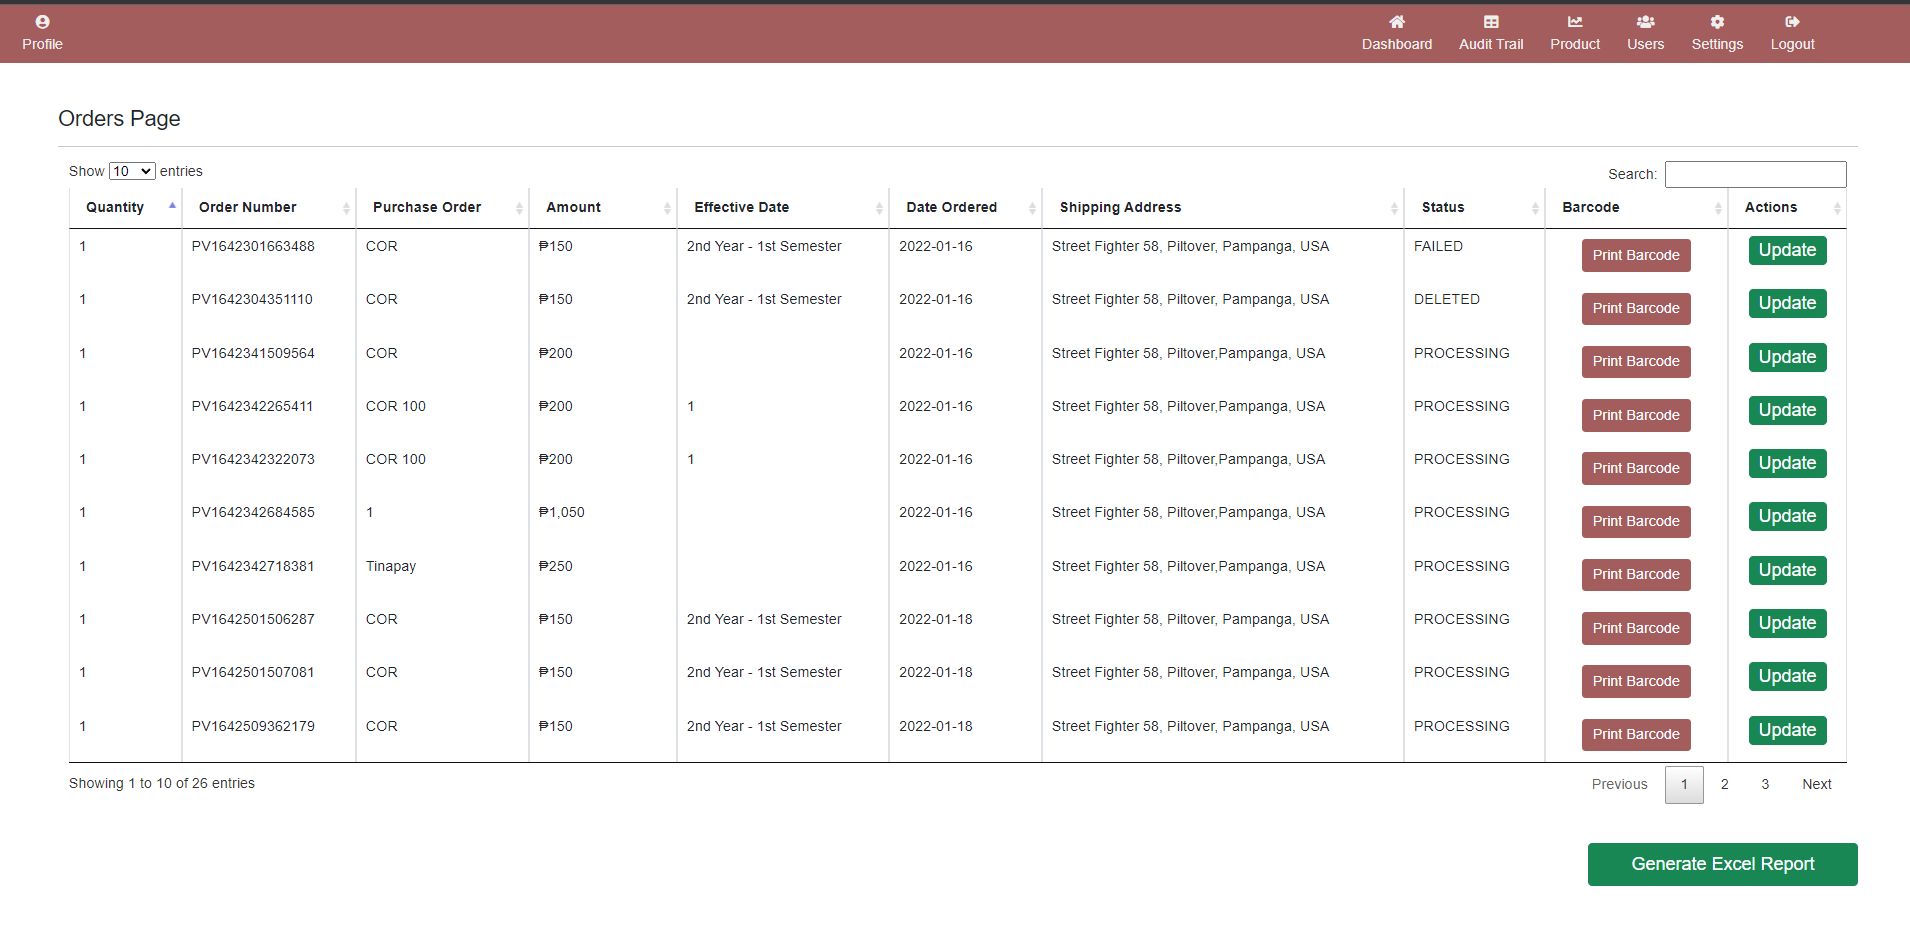 Profile Dashboard Audit Trail Product Users Settings Logout
Orders Page
Show 10 entries Search:
Quantity Order Number Purchase Order Amount Effective Date Date Ordered Shipping Address Status Barcode Actions
1 PV1642301663488 COR ₱150 2nd Year - 1st Semester 2022-01-16 Street Fighter 58, Piltover, Pampanga, USA FAILED Print Barcode Update
1 PV1642304351110 COR ₱150 2nd Year - 1st Semester 2022-01-16 Street Fighter 58, Piltover, Pampanga, USA DELETED Print Barcode Update
1 PV1642341509564 COR ₱200 2022-01-16 Street Fighter 58, Piltover,Pampanga, USA PROCESSING Print Barcode Update
1 PV1642342265411 COR 100 ₱200 1 2022-01-16 Street Fighter 58, Piltover,Pampanga, USA PROCESSING Print Barcode Update
1 PV1642342322073 COR 100 ₱200 1 2022-01-16 Street Fighter 58, Piltover,Pampanga, USA PROCESSING Print Barcode Update
1 PV1642342684585 1 ₱1,050 2022-01-16 Street Fighter 58, Piltover,Pampanga, USA PROCESSING Print Barcode Update
1 PV1642342718381 Tinapay ₱250 2022-01-16 Street Fighter 58, Piltover,Pampanga, USA PROCESSING Print Barcode Update
1 PV1642501506287 COR ₱150 2nd Year - 1st Semester 2022-01-18 Street Fighter 58, Piltover, Pampanga, USA PROCESSING Print Barcode Update
1 PV1642501507081 COR ₱150 2nd Year - 1st Semester 2022-01-18 Street Fighter 58, Piltover, Pampanga, USA PROCESSING Print Barcode Update
1 PV1642509362179 COR ₱150 2nd Year - 1st Semester 2022-01-18 Street Fighter 58, Piltover, Pampanga, USA PROCESSING Print Barcode Update
Showing 1 to 10 of 26 entries Previous 1 2 3 Next
Generate Excel Report